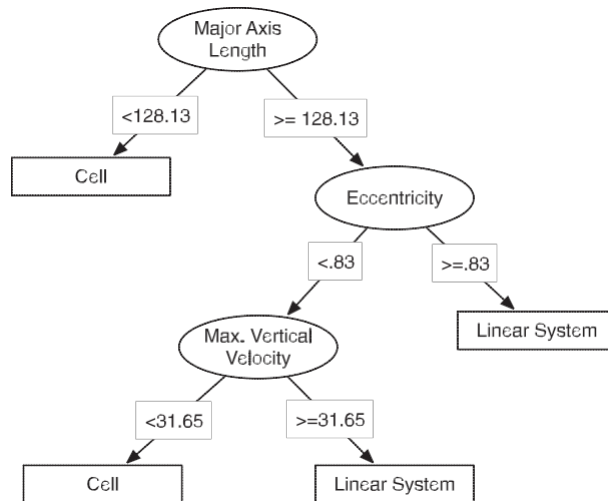 Major Axis
Length
<128.13
>= 128.13
Cell
Eccentricity
<.83
>=.83
Max. Vertical
Velocity
Linear System
<31.65
>=31.65
Cell
Linear System